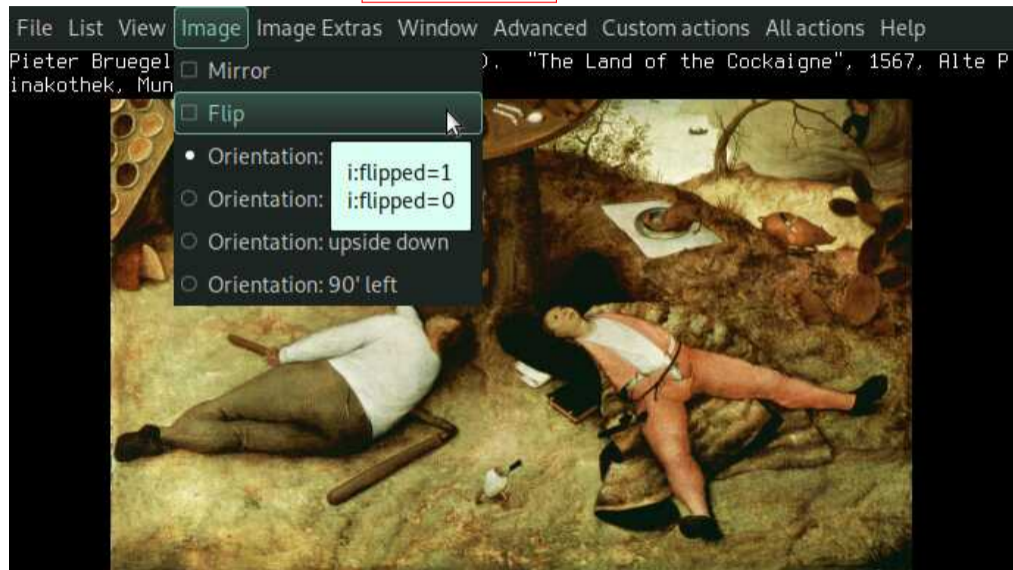 File List View Image Image Extras Window Advanced Custom actions All actions Help
Pieter Bruegel ). "The Land of the Cockaigne", 1567, Alte P
inakothek, Mun
Mirror
Flip
Orientation:
i:flipped=1
Orientation:
i:flipped=0
Orientation: upside down
Orientation: 90' left